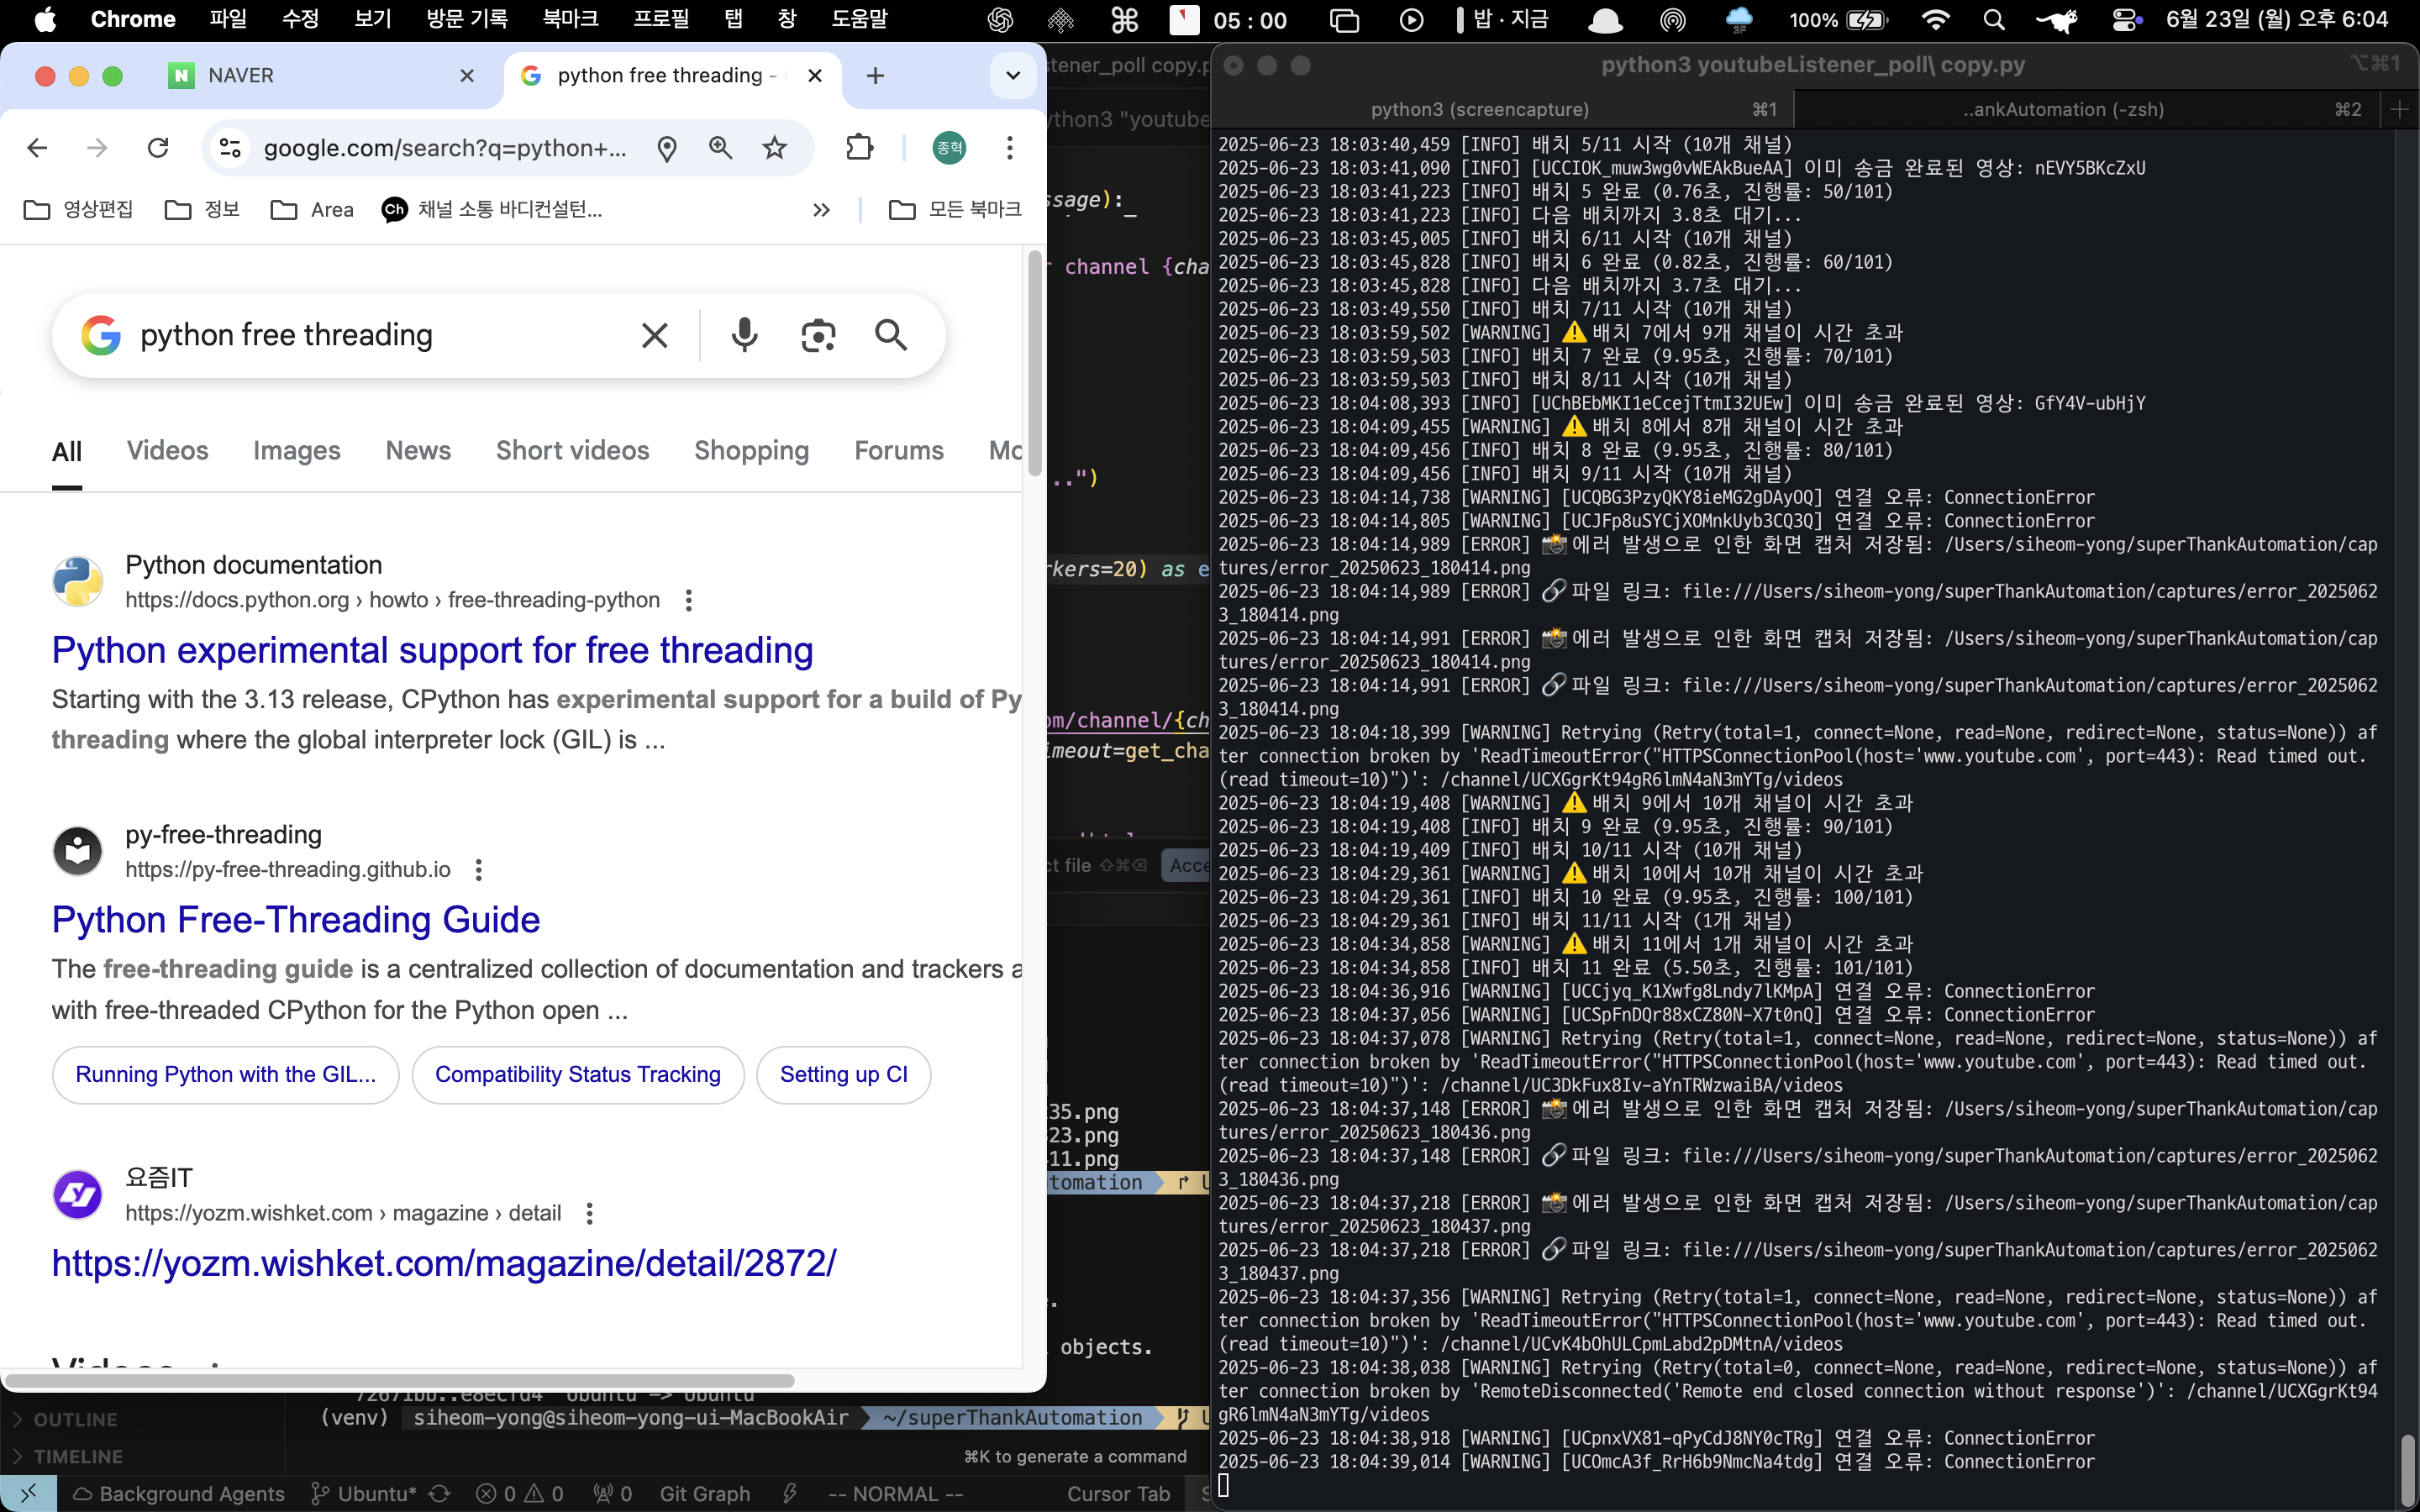 Chrome 파일 수정 보기 방문 기록 북마크 프로필 탭 창 도움말 05 : 00 밥 · 지금 100% 6월 23일 (월) 오후 6:04
NAVER
python free threading -
google.com/search?q=python+...
종혁
영상편집 정보 Area 채널 소통 바디컨설턴... 모든 북마크
python free threading
All Videos Images News Short videos Shopping Forums Mo
Python documentation
https://docs.python.org › howto › free-threading-python
Python experimental support for free threading
Starting with the 3.13 release, CPython has experimental support for a build of Py
threading where the global interpreter lock (GIL) is ...
py-free-threading
https://py-free-threading.github.io
Python Free-Threading Guide
The free-threading guide is a centralized collection of documentation and trackers a
with free-threaded CPython for the Python open ...
Running Python with the GIL...
Compatibility Status Tracking
Setting up CI
요즘IT
https://yozm.wishket.com › magazine › detail
https://yozm.wishket.com/magazine/detail/2872/
Videos
stener_poll copy.p
ython3 "youtube
ssage):
r channel {cha
..")
rkers=20) as e
om/channel/{ch
imeout=get_cha
ct file Acce
35.png
23.png
11.png
tomation
objects.
(venv) siheom-yong@siheom-yong-ui-MacBookAir ~/superThankAutomation
⌘K to generate a command
OUTLINE
TIMELINE
Background Agents Ubuntu* 0 0 0 Git Graph -- NORMAL -- Cursor Tab
python3 youtubeListener_poll\ copy.py ⌥⌘1
python3 (screencapture) ⌘1 ..ankAutomation (-zsh) ⌘2
2025-06-23 18:03:40,459 [INFO] 배치 5/11 시작 (10개 채널)
2025-06-23 18:03:41,090 [INFO] [UCCIOK_muw3wg0vWEAkBueAA] 이미 송금 완료된 영상: nEVY5BKcZxU
2025-06-23 18:03:41,223 [INFO] 배치 5 완료 (0.76초, 진행률: 50/101)
2025-06-23 18:03:41,223 [INFO] 다음 배치까지 3.8초 대기...
2025-06-23 18:03:45,005 [INFO] 배치 6/11 시작 (10개 채널)
2025-06-23 18:03:45,828 [INFO] 배치 6 완료 (0.82초, 진행률: 60/101)
2025-06-23 18:03:45,828 [INFO] 다음 배치까지 3.7초 대기...
2025-06-23 18:03:49,550 [INFO] 배치 7/11 시작 (10개 채널)
2025-06-23 18:03:59,502 [WARNING] ⚠️ 배치 7에서 9개 채널이 시간 초과
2025-06-23 18:03:59,503 [INFO] 배치 7 완료 (9.95초, 진행률: 70/101)
2025-06-23 18:03:59,503 [INFO] 배치 8/11 시작 (10개 채널)
2025-06-23 18:04:08,393 [INFO] [UChBEbMKI1eCcejTtmI32UEw] 이미 송금 완료된 영상: GfY4V-ubHjY
2025-06-23 18:04:09,455 [WARNING] ⚠️ 배치 8에서 8개 채널이 시간 초과
2025-06-23 18:04:09,456 [INFO] 배치 8 완료 (9.95초, 진행률: 80/101)
2025-06-23 18:04:09,456 [INFO] 배치 9/11 시작 (10개 채널)
2025-06-23 18:04:14,738 [WARNING] [UCQBG3PzyQKY8ieMG2gDAyOQ] 연결 오류: ConnectionError
2025-06-23 18:04:14,805 [WARNING] [UCJFp8uSYCjXOMnkUyb3CQ3Q] 연결 오류: ConnectionError
2025-06-23 18:04:14,989 [ERROR] 📸 에러 발생으로 인한 화면 캡처 저장됨: /Users/siheom-yong/superThankAutomation/cap
tures/error_20250623_180414.png
2025-06-23 18:04:14,989 [ERROR] 🔗 파일 링크: file:///Users/siheom-yong/superThankAutomation/captures/error_2025062
3_180414.png
2025-06-23 18:04:14,991 [ERROR] 📸 에러 발생으로 인한 화면 캡처 저장됨: /Users/siheom-yong/superThankAutomation/cap
tures/error_20250623_180414.png
2025-06-23 18:04:14,991 [ERROR] 🔗 파일 링크: file:///Users/siheom-yong/superThankAutomation/captures/error_2025062
3_180414.png
2025-06-23 18:04:18,399 [WARNING] Retrying (Retry(total=1, connect=None, read=None, redirect=None, status=None)) af
ter connection broken by 'ReadTimeoutError("HTTPSConnectionPool(host='www.youtube.com', port=443): Read timed out.
(read timeout=10)")': /channel/UCXGgrKt94gR6lmN4aN3mYTg/videos
2025-06-23 18:04:19,408 [WARNING] ⚠️ 배치 9에서 10개 채널이 시간 초과
2025-06-23 18:04:19,408 [INFO] 배치 9 완료 (9.95초, 진행률: 90/101)
2025-06-23 18:04:19,409 [INFO] 배치 10/11 시작 (10개 채널)
2025-06-23 18:04:29,361 [WARNING] ⚠️ 배치 10에서 10개 채널이 시간 초과
2025-06-23 18:04:29,361 [INFO] 배치 10 완료 (9.95초, 진행률: 100/101)
2025-06-23 18:04:29,361 [INFO] 배치 11/11 시작 (1개 채널)
2025-06-23 18:04:34,858 [WARNING] ⚠️ 배치 11에서 1개 채널이 시간 초과
2025-06-23 18:04:34,858 [INFO] 배치 11 완료 (5.50초, 진행률: 101/101)
2025-06-23 18:04:36,916 [WARNING] [UCCjyq_K1Xwfg8Lndy7lKMpA] 연결 오류: ConnectionError
2025-06-23 18:04:37,056 [WARNING] [UCSpFnDQr88xCZ80N-X7t0nQ] 연결 오류: ConnectionError
2025-06-23 18:04:37,078 [WARNING] Retrying (Retry(total=1, connect=None, read=None, redirect=None, status=None)) af
ter connection broken by 'ReadTimeoutError("HTTPSConnectionPool(host='www.youtube.com', port=443): Read timed out.
(read timeout=10)")': /channel/UC3DkFux8Iv-aYnTRWzwaiBA/videos
2025-06-23 18:04:37,148 [ERROR] 📸 에러 발생으로 인한 화면 캡처 저장됨: /Users/siheom-yong/superThankAutomation/cap
tures/error_20250623_180436.png
2025-06-23 18:04:37,148 [ERROR] 🔗 파일 링크: file:///Users/siheom-yong/superThankAutomation/captures/error_2025062
3_180436.png
2025-06-23 18:04:37,218 [ERROR] 📸 에러 발생으로 인한 화면 캡처 저장됨: /Users/siheom-yong/superThankAutomation/cap
tures/error_20250623_180437.png
2025-06-23 18:04:37,218 [ERROR] 🔗 파일 링크: file:///Users/siheom-yong/superThankAutomation/captures/error_2025062
3_180437.png
2025-06-23 18:04:37,356 [WARNING] Retrying (Retry(total=1, connect=None, read=None, redirect=None, status=None)) af
ter connection broken by 'ReadTimeoutError("HTTPSConnectionPool(host='www.youtube.com', port=443): Read timed out.
(read timeout=10)")': /channel/UCvK4bOhULCpmLabd2pDMtnA/videos
2025-06-23 18:04:38,038 [WARNING] Retrying (Retry(total=0, connect=None, read=None, redirect=None, status=None)) af
ter connection broken by 'RemoteDisconnected('Remote end closed connection without response')': /channel/UCXGgrKt94
gR6lmN4aN3mYTg/videos
2025-06-23 18:04:38,918 [WARNING] [UCpnxVX81-qPyCdJ8NY0cTRg] 연결 오류: ConnectionError
2025-06-23 18:04:39,014 [WARNING] [UCOmcA3f_RrH6b9NmcNa4tdg] 연결 오류: ConnectionError